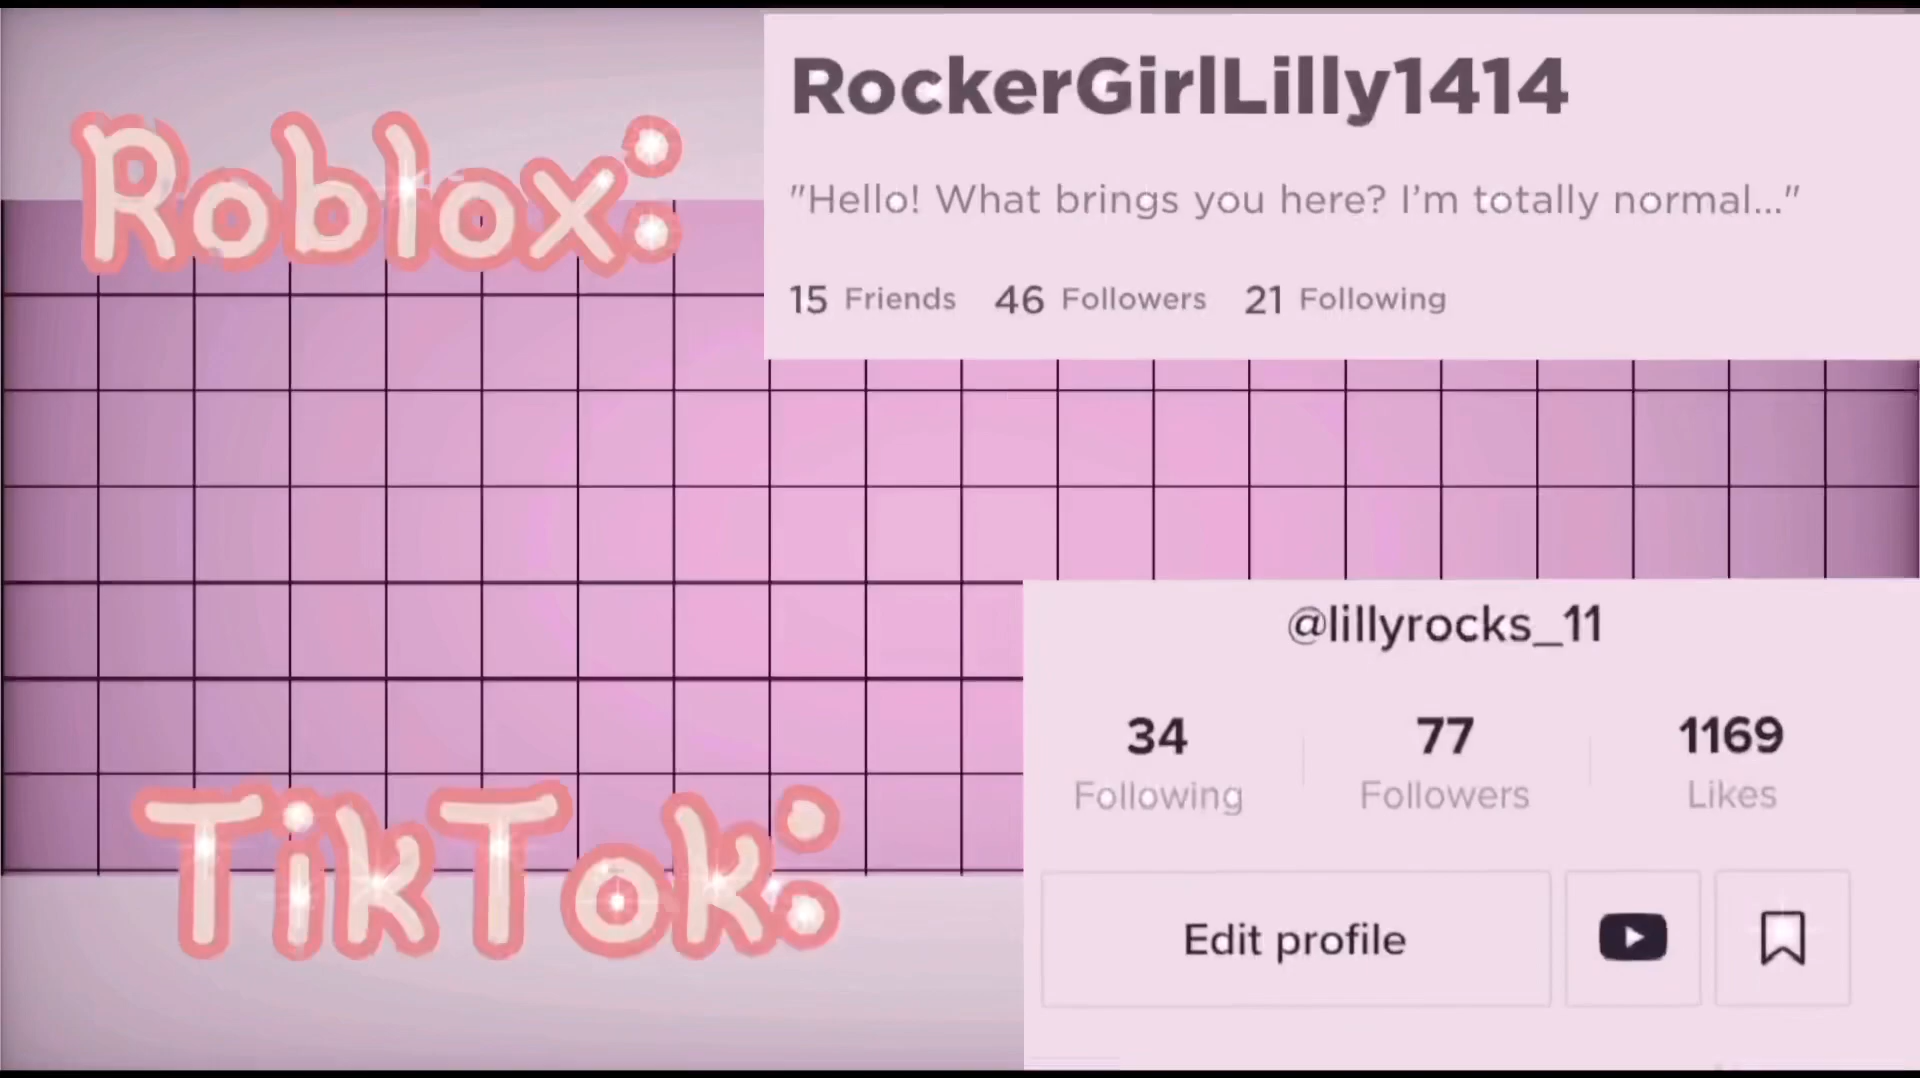 Roblox:
RockerGirlLilly1414
"Hello! What brings you here? I'm totally normal..."
15 Friends 46 Followers 21 Following
TikTok:
@lillyrocks_11
34 77 1169
Following Followers Likes
Edit profile